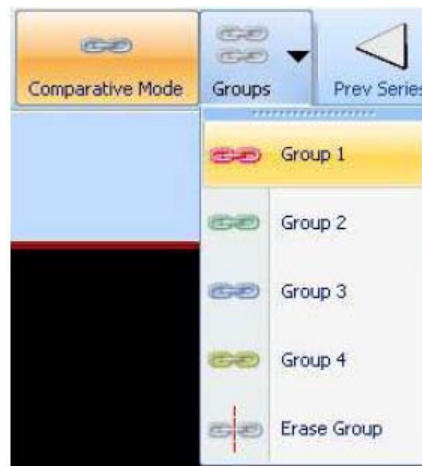 Comparative Mode
Groups
Prev Series
Group 1
Group 2
Group 3
Group 4
Erase Group